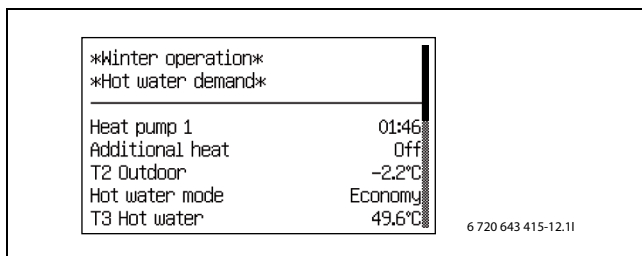 *Winter operation*
*Hot water demand*
Heat pump 1 01:46
Additional heat Off
T2 Outdoor -2.2°C
Hot water mode Economy
T3 Hot water 49.6°C
6 720 643 415-12.1I